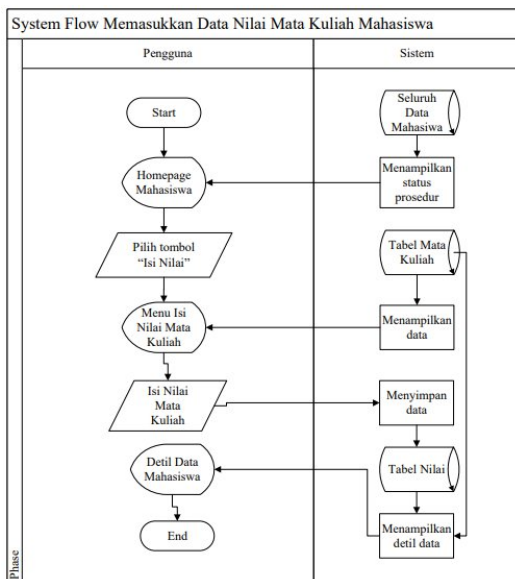 System Flow Memasukkan Data Nilai Mata Kuliah Mahasiswa
Pengguna
Sistem
Start
Seluruh
Data
Mahasiwa
Homepage
Mahasiswa
Menampilkan
status
prosedur
Pilih tombol
“Isi Nilai”
Tabel Mata
Kuliah
Menu Isi
Nilai Mata
Kuliah
Menampilkan
data
Isi Nilai
Mata
Kuliah
Menyimpan
data
Detil Data
Mahasiswa
Tabel Nilai
End
Menampilkan
detil data
Phase